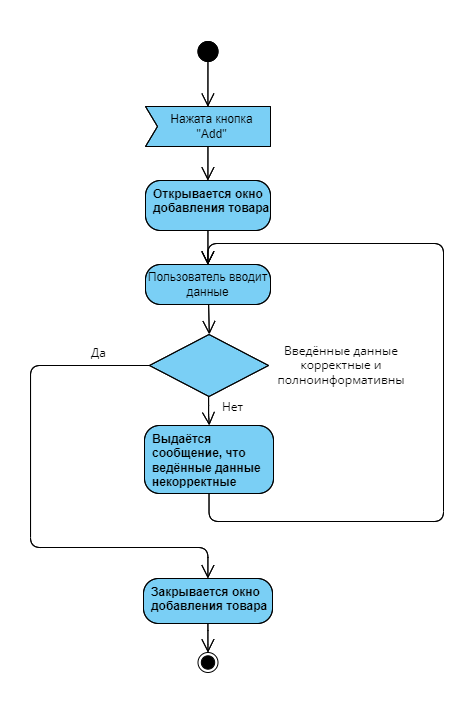 Нажата кнопка
"Add"
Открывается окно
добавления товара
Пользователь вводит
данные
Да
Введённые данные
корректные и
полноинформативны
Нет
Выдаётся
сообщение, что
ведённые данные
некорректные
Закрывается окно
добавления товара